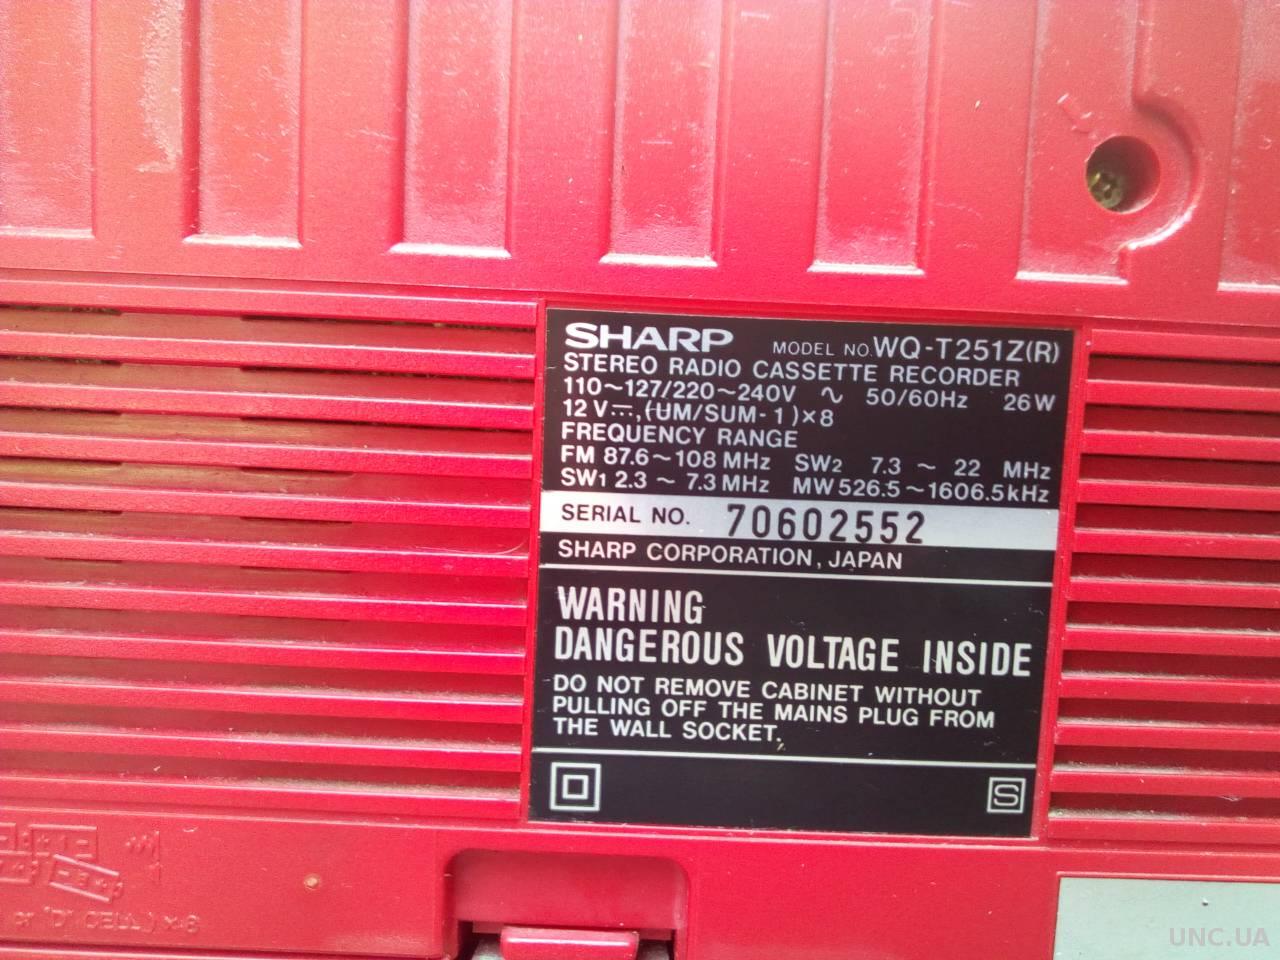 SHARP MODEL NO. WQ-T251Z(R)
STEREO RADIO CASSETTE RECORDER
110~127/220~240V ∿ 50/60Hz 26W
12 V⎓, (UM/SUM-1)×8
FREQUENCY RANGE
FM 87.6~108 MHz SW2 7.3 ~ 22 MHz
SW1 2.3 ~ 7.3 MHz MW 526.5~1606.5kHz
SERIAL NO. 70602552
SHARP CORPORATION, JAPAN
WARNING
DANGEROUS VOLTAGE INSIDE
DO NOT REMOVE CABINET WITHOUT
PULLING OFF THE MAINS PLUG FROM
THE WALL SOCKET.
S
or "D" CELL) ×8
UNC.UA